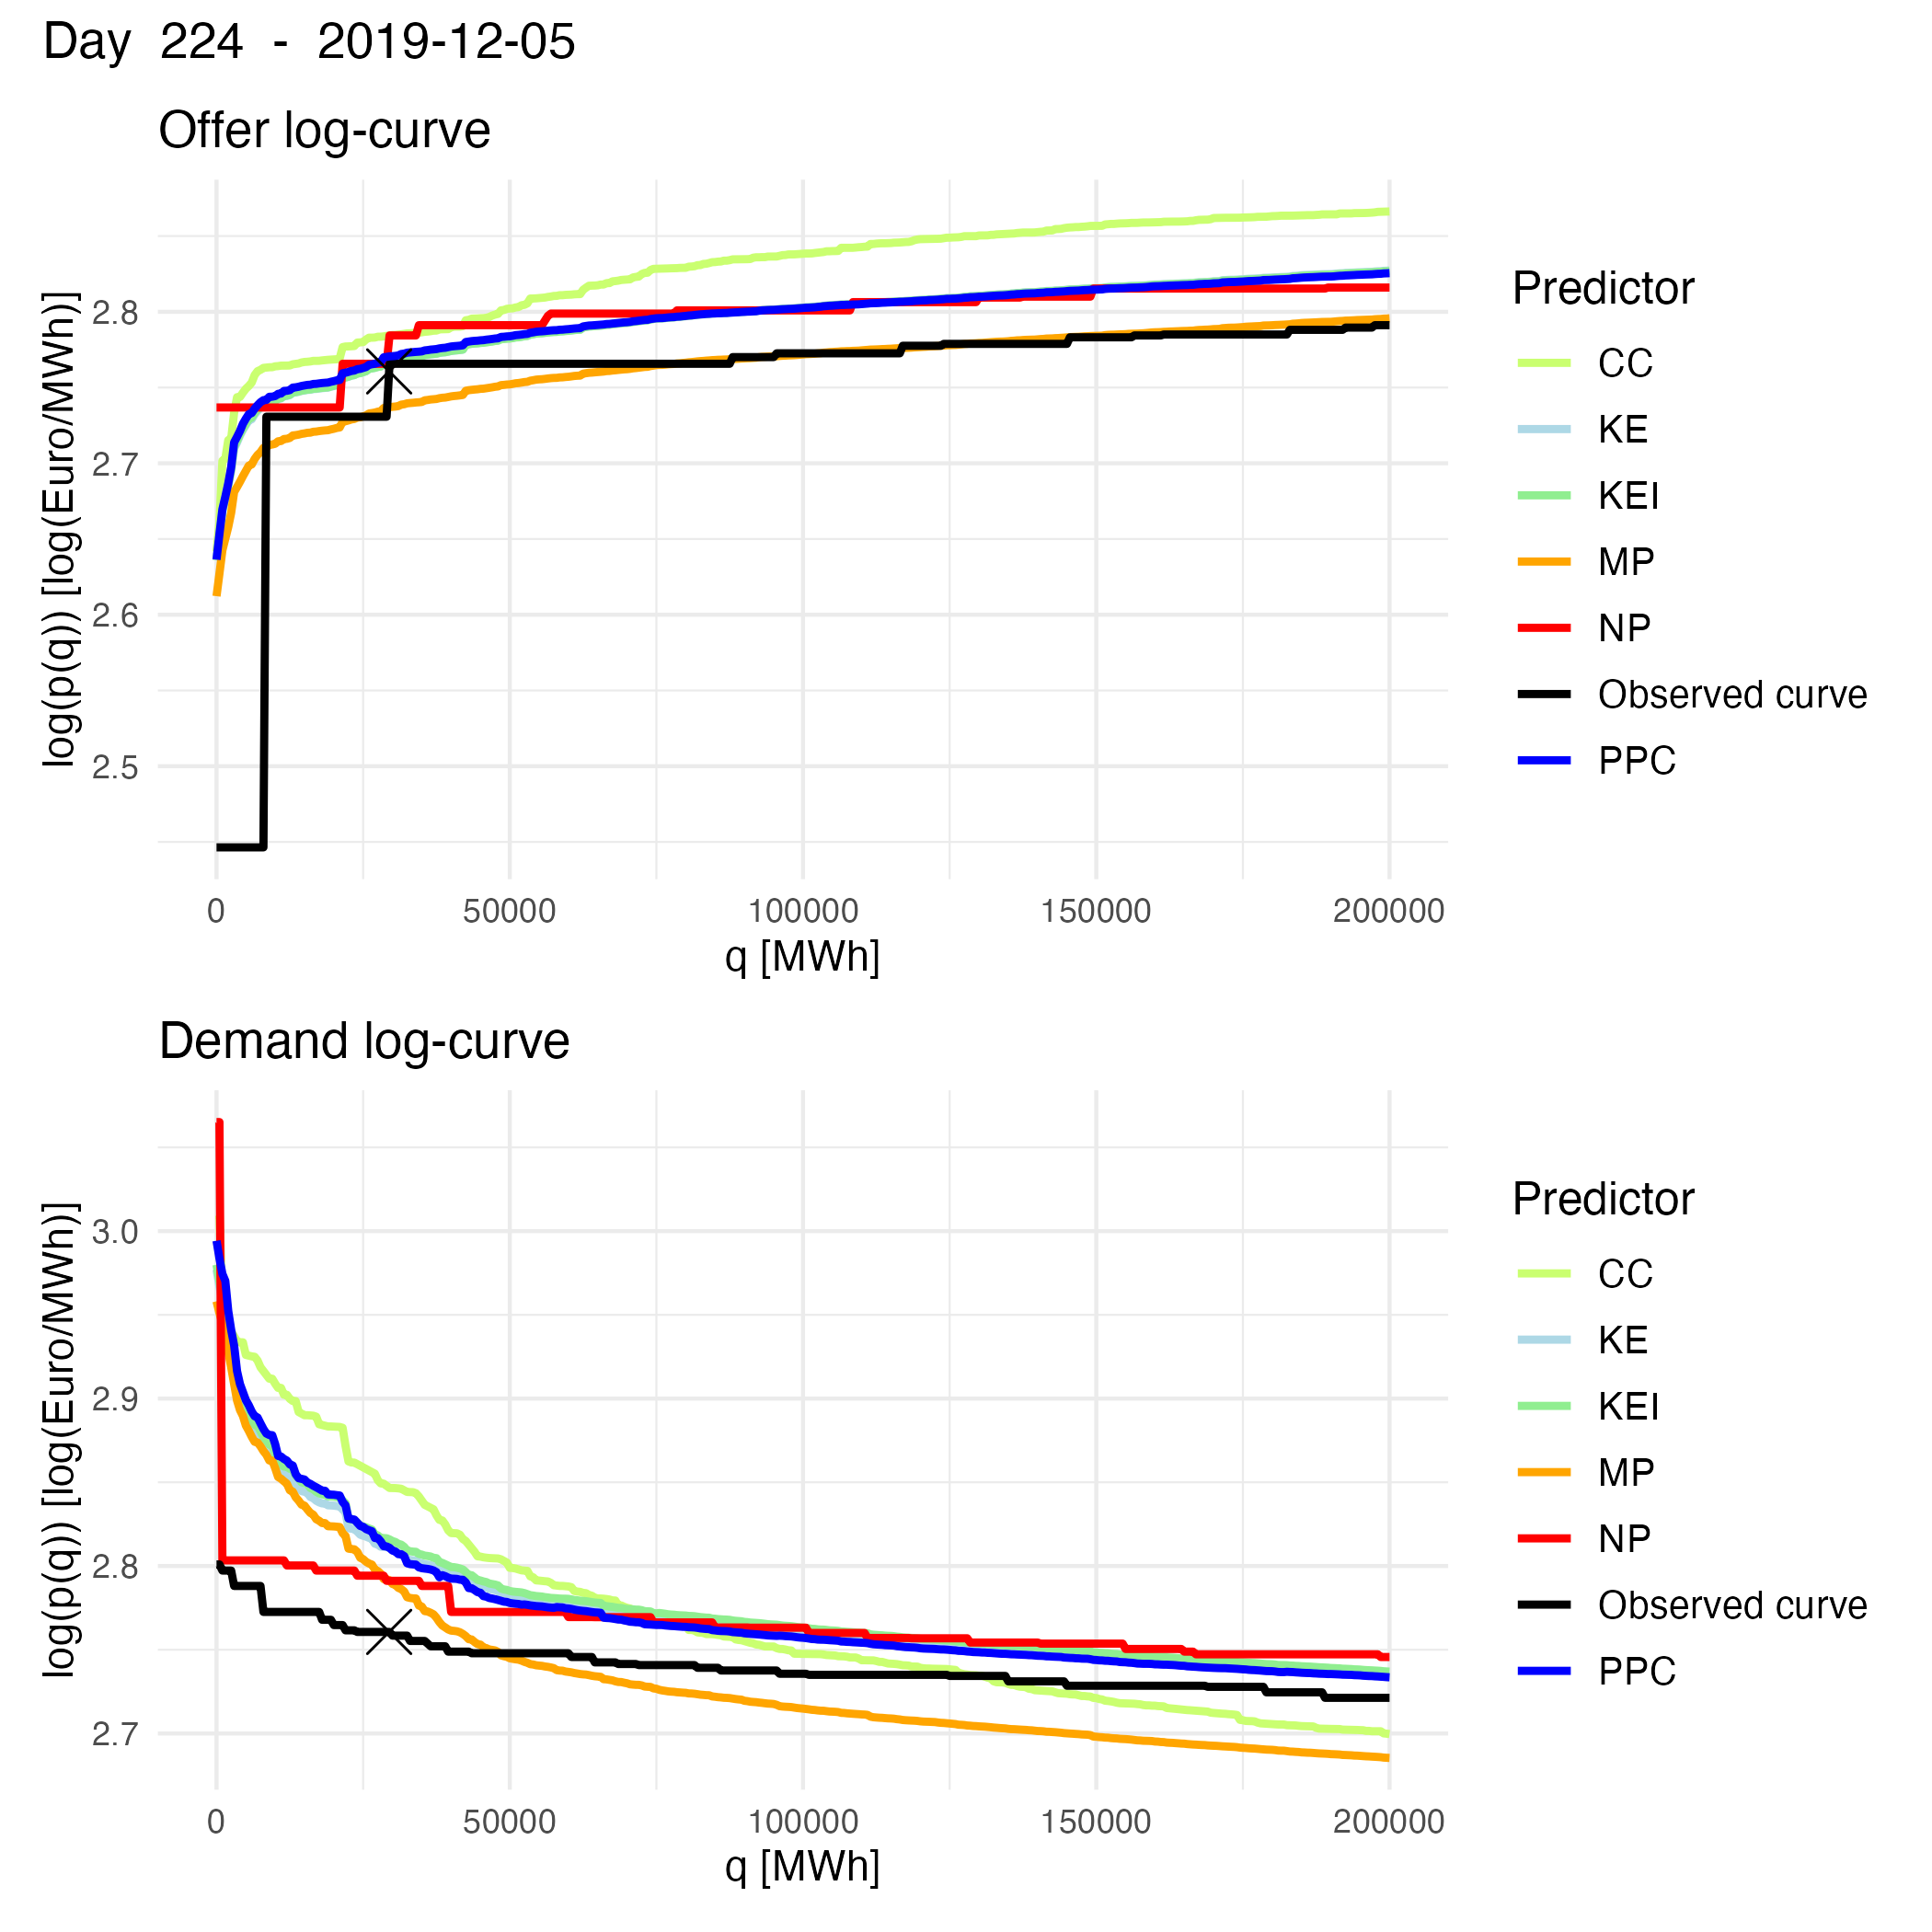 Day 224 - 2019-12-05
Offer log-curve
log(p(q)) [log(Euro/MWh)]
2.8
2.7
2.6
2.5
0 50000 100000 150000 200000
q [MWh]
Predictor
CC
KE
KEI
MP
NP
Observed curve
PPC
Demand log-curve
log(p(q)) [log(Euro/MWh)]
3.0
2.9
2.8
2.7
0 50000 100000 150000 200000
q [MWh]
Predictor
CC
KE
KEI
MP
NP
Observed curve
PPC